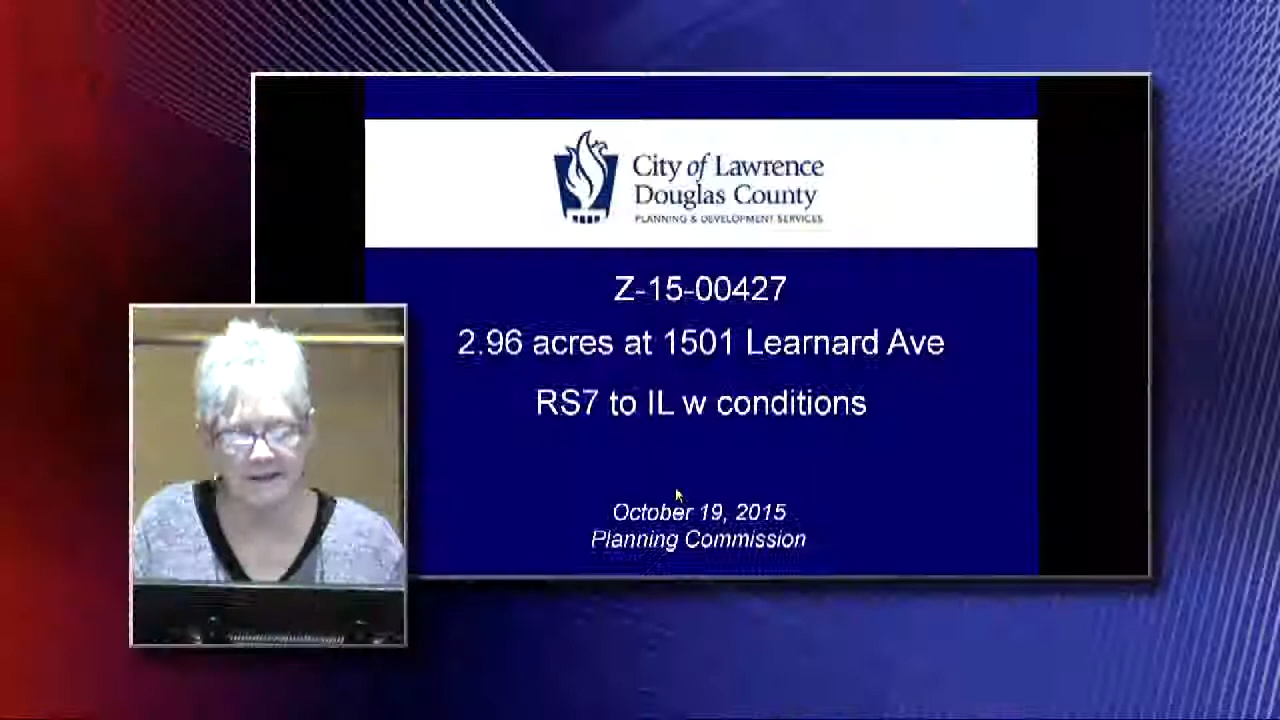 City of Lawrence
Douglas County
PLANNING & DEVELOPMENT SERVICES
Z-15-00427
2.96 acres at 1501 Learnard Ave
RS7 to IL w conditions
October 19, 2015
Planning Commission